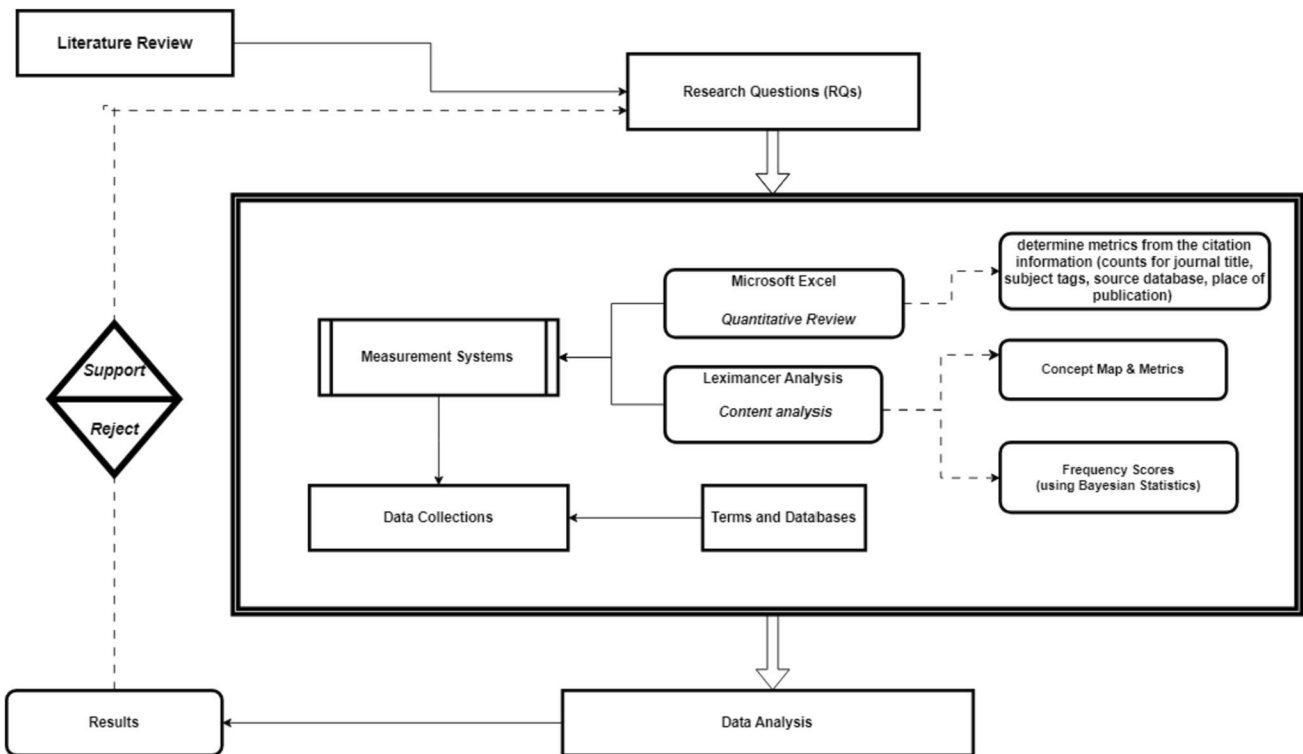 Literature Review
Research Questions (RQs)
determine metrics from the citation
information (counts for journal title,
subject tags, source database, place of
publication)
Microsoft Excel
Quantitative Review
Measurement Systems
Leximancer Analysis
Content analysis
Concept Map & Metrics
Support
Reject
Frequency Scores
(using Bayesian Statistics)
Data Collections
Terms and Databases
Results
Data Analysis